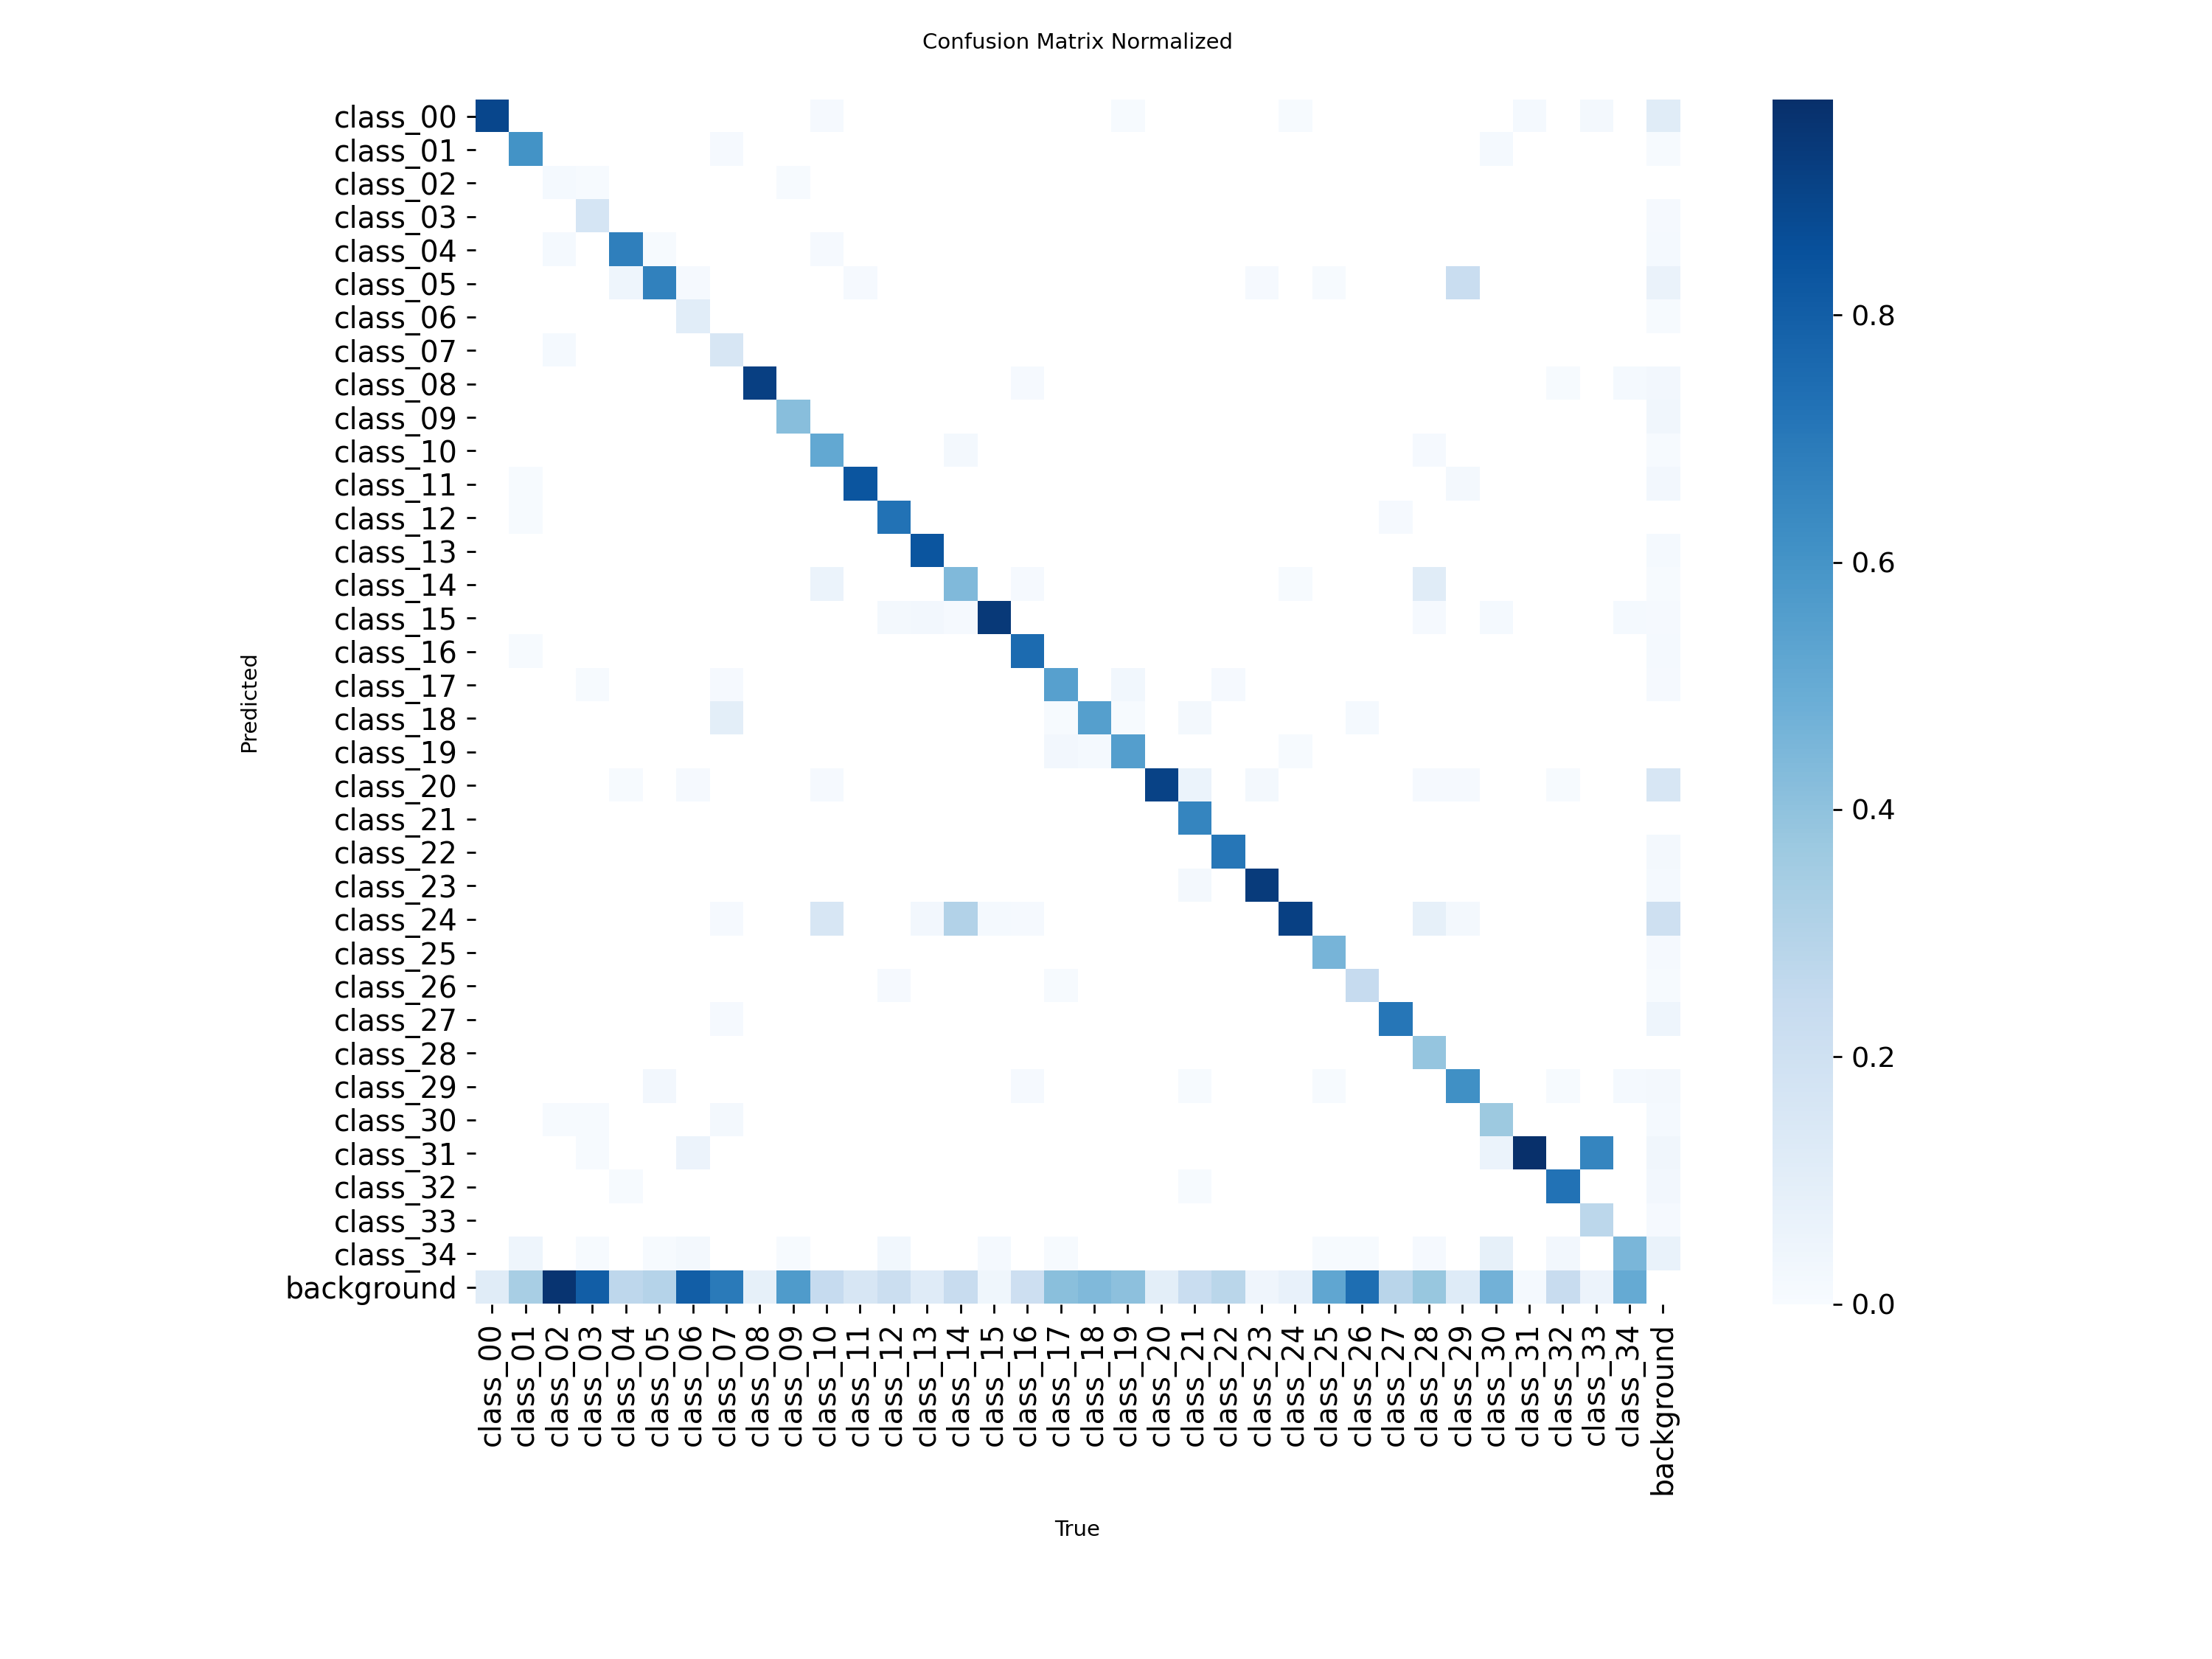 Confusion Matrix Normalized
class_00
class_01
class_02
class_03
class_04
class_05
class_06
class_07
class_08
class_09
class_10
class_11
class_12
class_13
class_14
class_15
class_16
class_17
class_18
class_19
class_20
class_21
class_22
class_23
class_24
class_25
class_26
class_27
class_28
class_29
class_30
class_31
class_32
class_33
class_34
background
Predicted
class_00
class_01
class_02
class_03
class_04
class_05
class_06
class_07
class_08
class_09
class_10
class_11
class_12
class_13
class_14
class_15
class_16
class_17
class_18
class_19
class_20
class_21
class_22
class_23
class_24
class_25
class_26
class_27
class_28
class_29
class_30
class_31
class_32
class_33
class_34
background
True
0.8
0.6
0.4
0.2
0.0